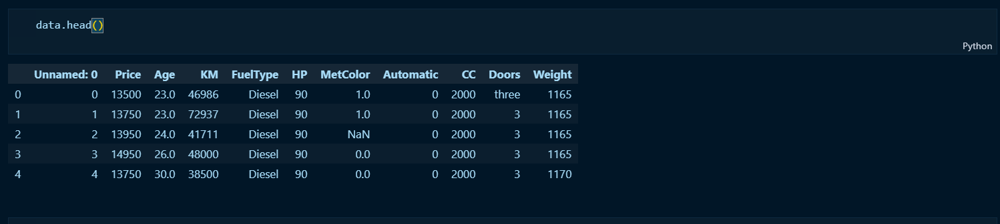 data.head()
Python
Unnamed: 0 Price Age KM FuelType HP MetColor Automatic CC Doors Weight
0 0 13500 23.0 46986 Diesel 90 1.0 0 2000 three 1165
1 1 13750 23.0 72937 Diesel 90 1.0 0 2000 3 1165
2 2 13950 24.0 41711 Diesel 90 NaN 0 2000 3 1165
3 3 14950 26.0 48000 Diesel 90 0.0 0 2000 3 1165
4 4 13750 30.0 38500 Diesel 90 0.0 0 2000 3 1170